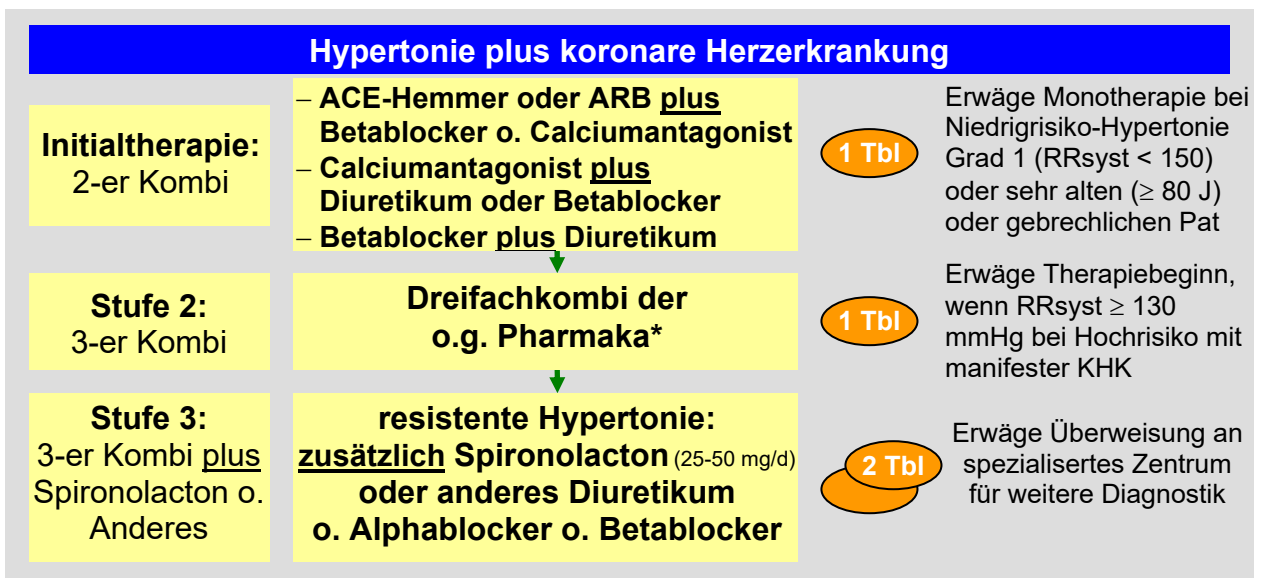 Hypertonie plus koronare Herzerkrankung
Initialtherapie:
2-er Kombi
– ACE-Hemmer oder ARB plus
Betablocker o. Calciumantagonist
– Calciumantagonist plus
Diuretikum oder Betablocker
– Betablocker plus Diuretikum
1 Tbl
Erwäge Monotherapie bei
Niedrigrisiko-Hypertonie
Grad 1 (RRsyst < 150)
oder sehr alten (≥ 80 J)
oder gebrechlichen Pat
Stufe 2:
3-er Kombi
Dreifachkombi der
o.g. Pharmaka*
1 Tbl
Erwäge Therapiebeginn,
wenn RRsyst ≥ 130
mmHg bei Hochrisiko mit
manifester KHK
Stufe 3:
3-er Kombi plus
Spironolacton o.
Anderes
resistente Hypertonie:
zusätzlich Spironolacton (25-50 mg/d)
oder anderes Diuretikum
o. Alphablocker o. Betablocker
2 Tbl
Erwäge Überweisung an
spezialisertes Zentrum
für weitere Diagnostik